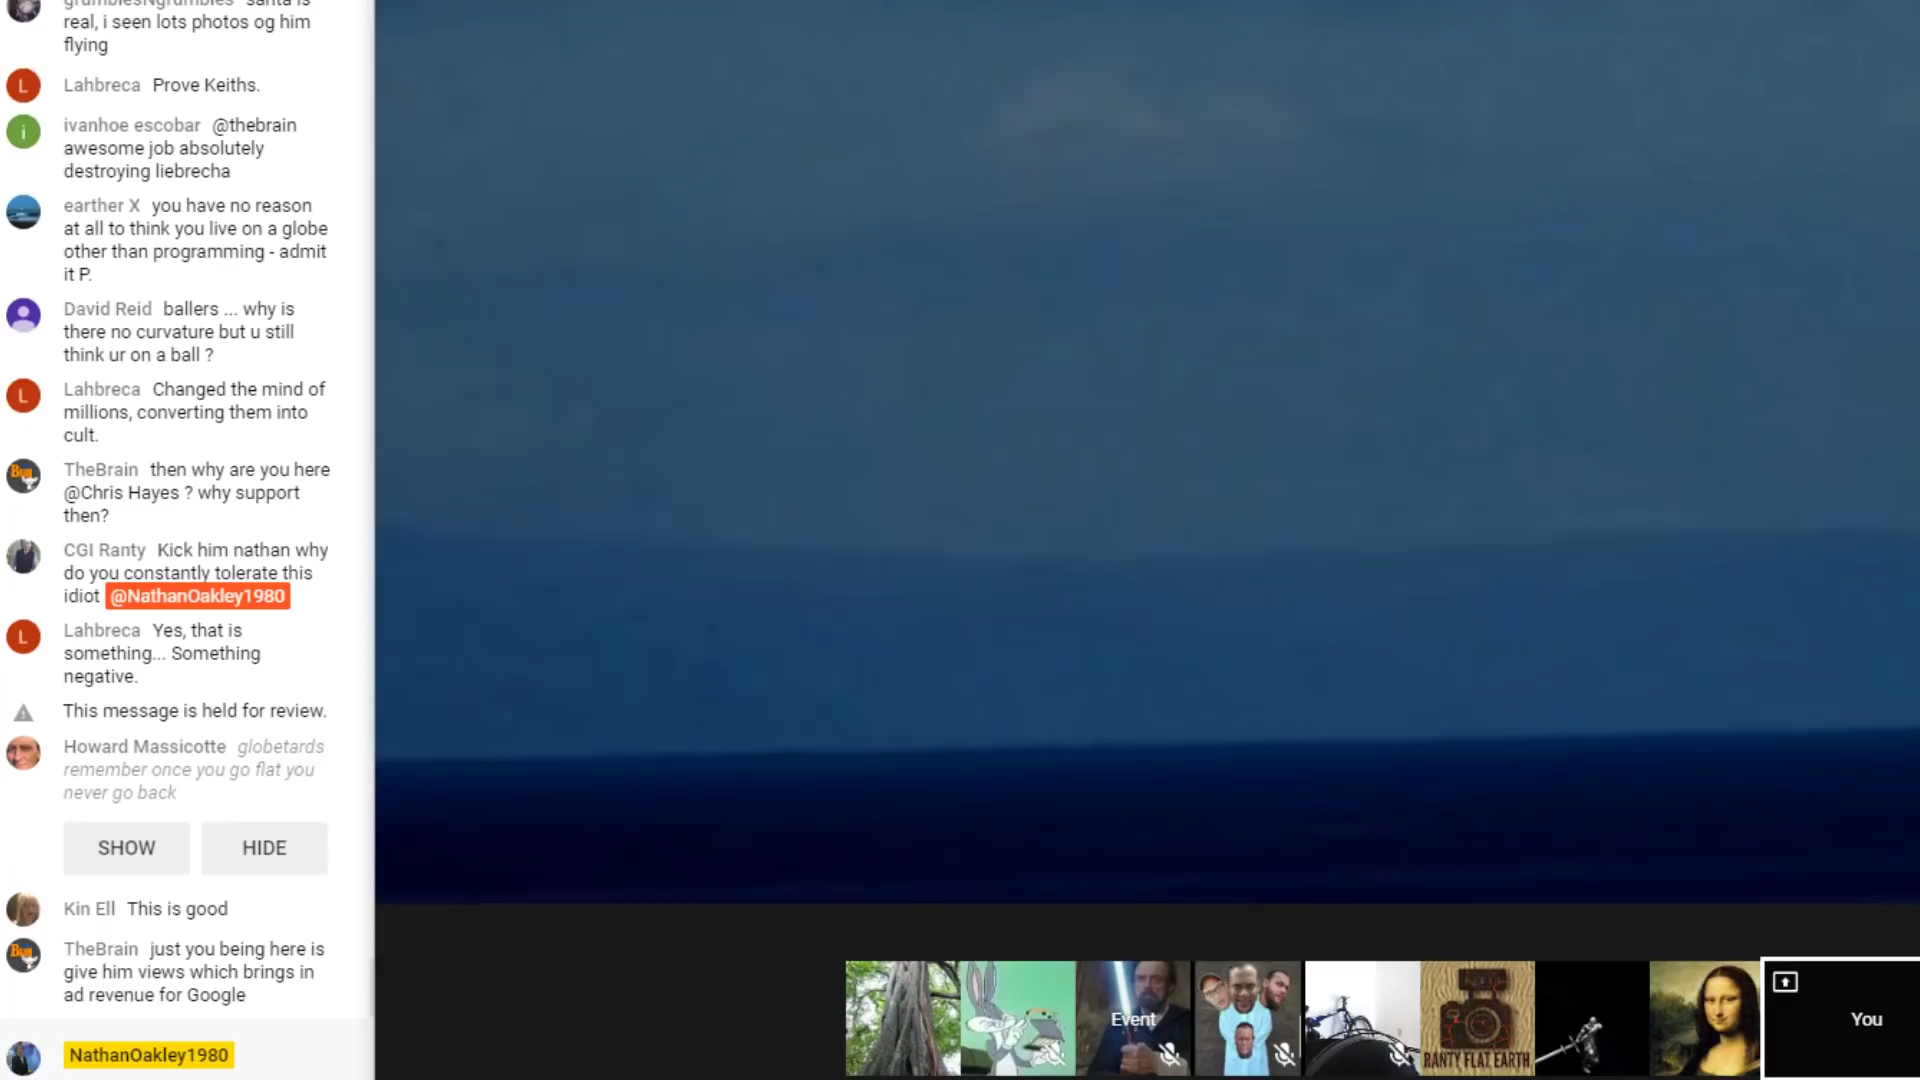 grumblesNgrumbles santa is
real, i seen lots photos og him
flying
L
Lahbreca Prove Keiths.
i
ivanhoe escobar @thebrain
awesome job absolutely
destroying liebrecha
earther X you have no reason
at all to think you live on a globe
other than programming - admit
it P.
David Reid ballers ... why is
there no curvature but u still
think ur on a ball ?
L
Lahbreca Changed the mind of
millions, converting them into
cult.
TheBrain then why are you here
@Chris Hayes ? why support
then?
CGI Ranty Kick him nathan why
do you constantly tolerate this
idiot @NathanOakley1980
L
Lahbreca Yes, that is
something... Something
negative.
This message is held for review.
Howard Massicotte globetards
remember once you go flat you
never go back
SHOW HIDE
Kin Ell This is good
TheBrain just you being here is
give him views which brings in
ad revenue for Google
NathanOakley1980
Event
RANTY FLAT EARTH
You